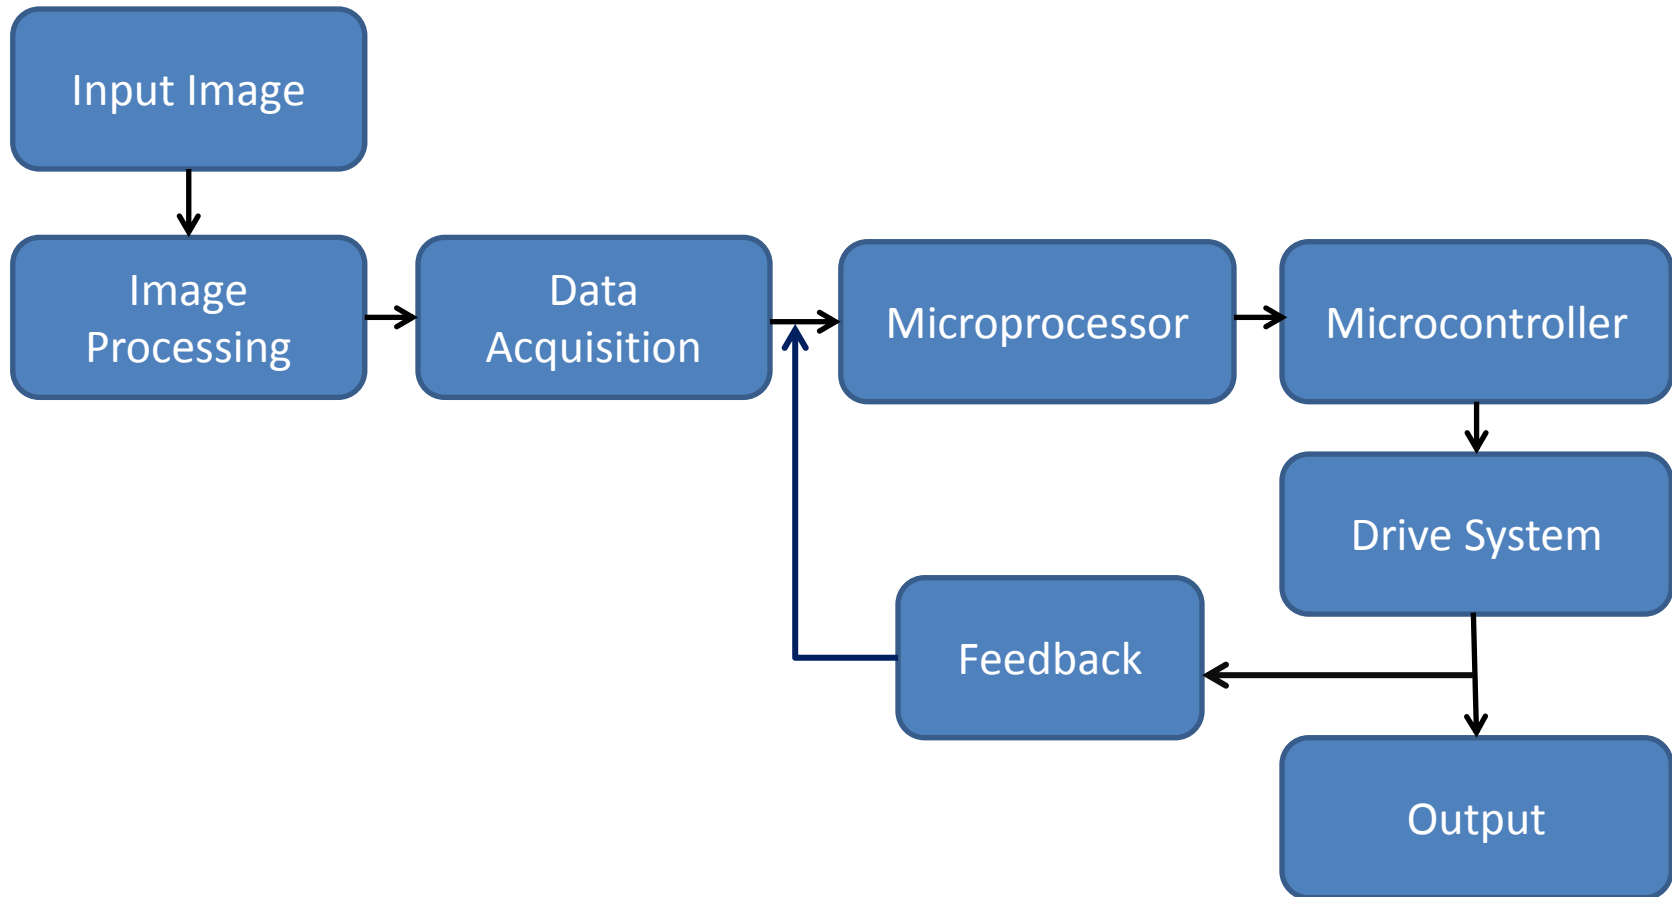 Input Image
Image
Processing
Data
Acquisition
Microprocessor
Microcontroller
Drive System
Feedback
Output